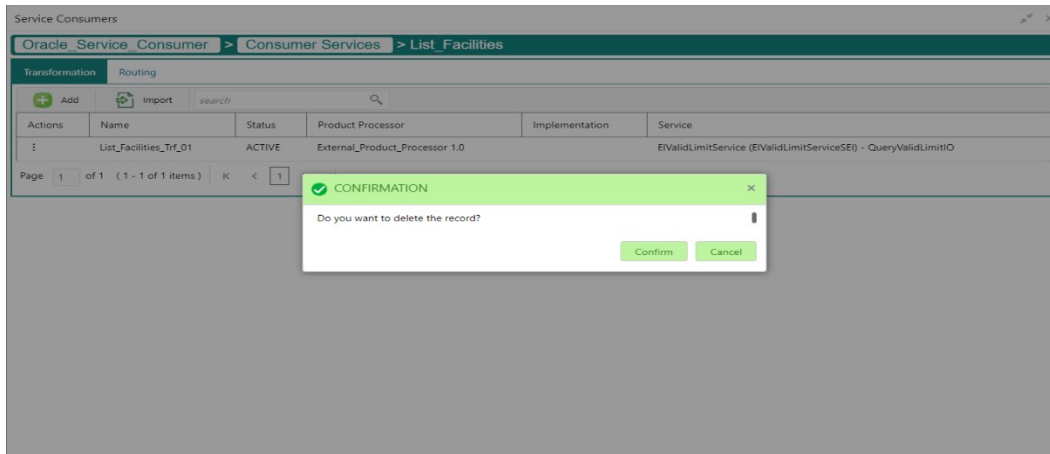 Service Consumers
Oracle_Service_Consumer > Consumer Services > List_Facilities
Transformation Routing
Add Import search
Actions Name Status Product Processor Implementation Service
List_Facilities_Trf_01 ACTIVE External_Product_Processor 1.0 EIValidLimitService (EIValidLimitServiceSEI) - QueryValidLimitIO
Page 1 of 1 (1 - 1 of 1 items) K < 1
CONFIRMATION
Do you want to delete the record?
Confirm Cancel